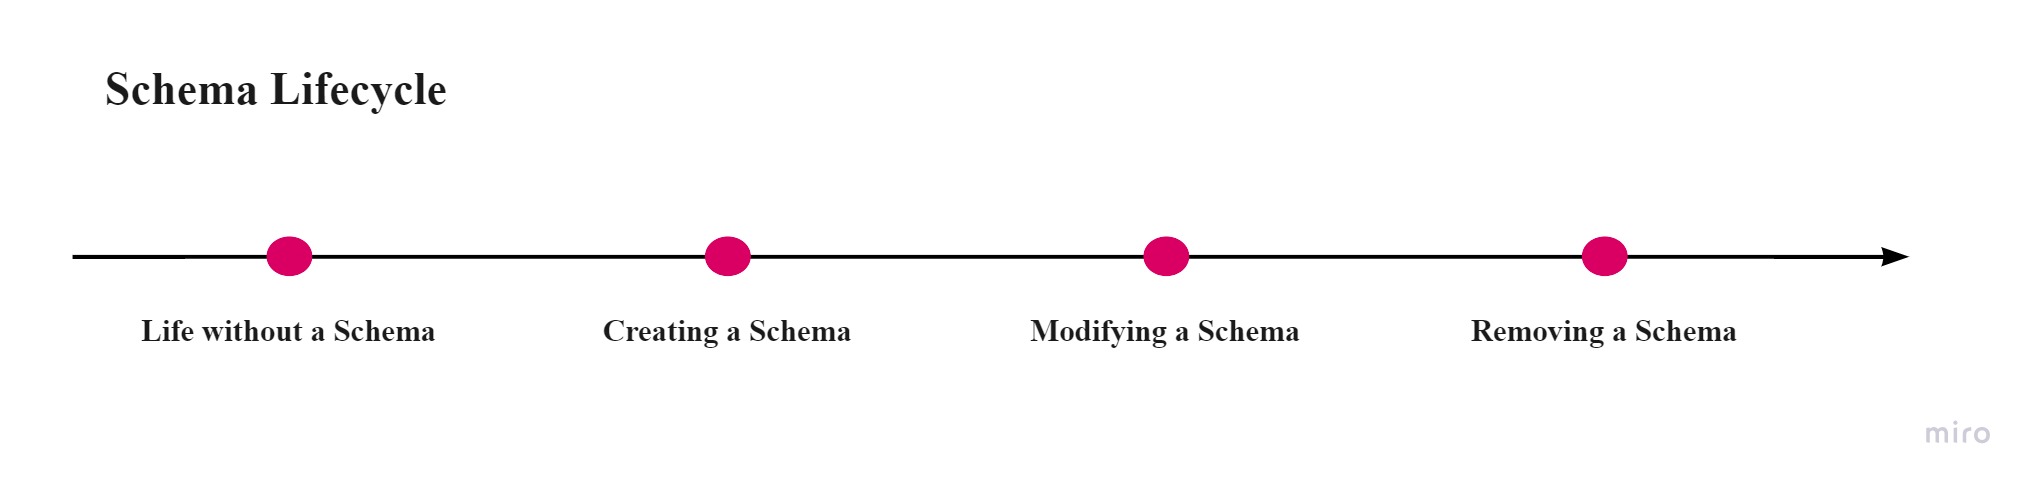 Schema Lifecycle
Life without a Schema
Creating a Schema
Modifying a Schema
Removing a Schema
miro